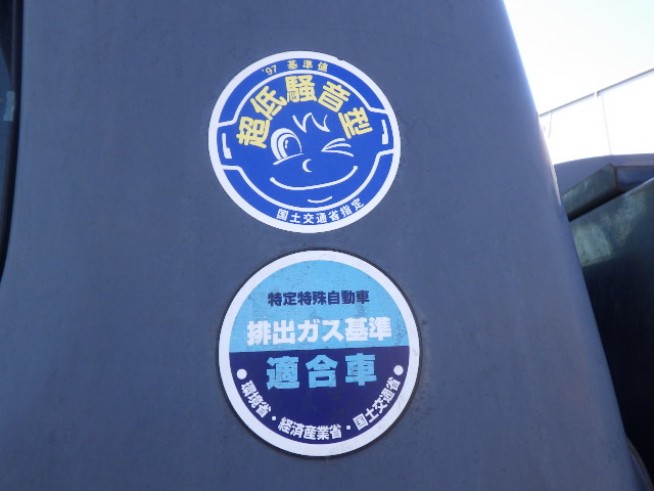 '97 基準値
超低騒音型
国土交通省指定
特定特殊自動車
排出ガス基準
適合車
●環境省・経済産業省・国土交通省●